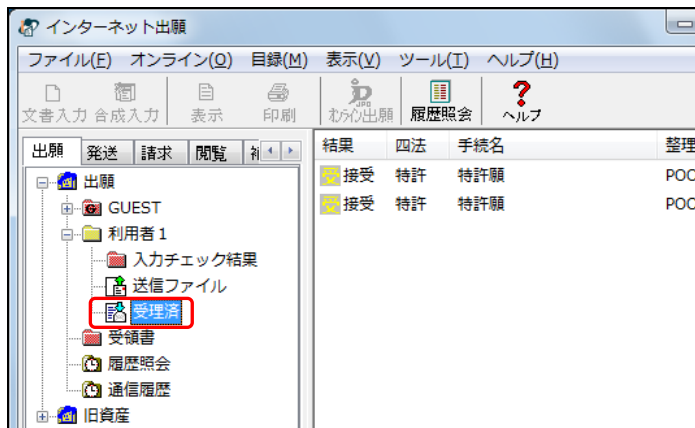 インターネット出願
ファイル(F) オンライン(O) 目録(M) 表示(V) ツール(T) ヘルプ(H)
文書入力 合成入力 表示 印刷 オンライン出願 履歴照会 ヘルプ
出願 発送 請求 閲覧
結果 四法 手続名 整理
出願
GUEST
利用者1
入力チェック結果
送信ファイル
受理済
受領書
履歴照会
通信履歴
旧資産
受 接受 特許 特許願 POO
受 接受 特許 特許願 POO